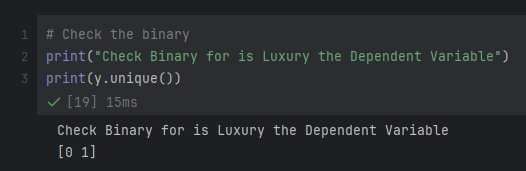 1 # Check the binary
2 print("Check Binary for is Luxury the Dependent Variable")
3 print(y.unique())
[19] 15ms
Check Binary for is Luxury the Dependent Variable
[0 1]